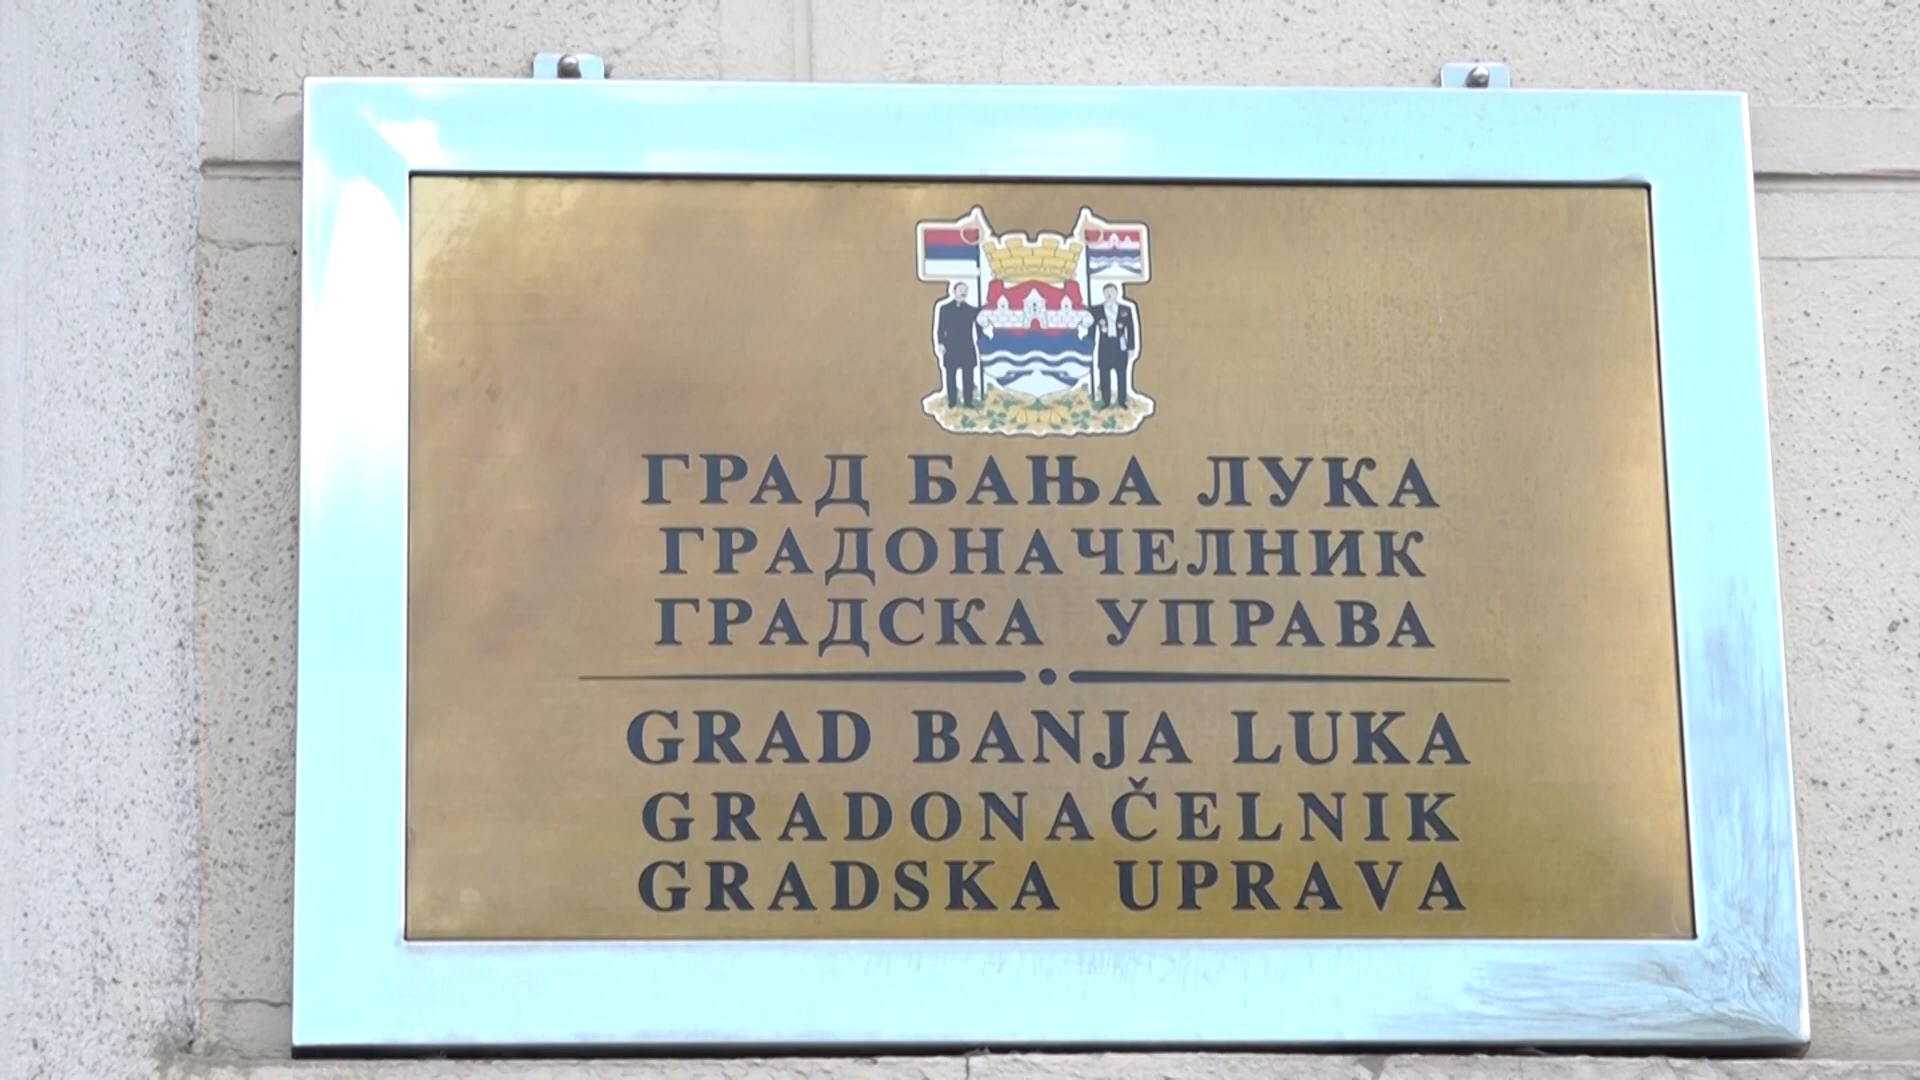 ГРАД БАЊА ЛУКА
ГРАДОНАЧЕЛНИК
ГРАДСКА УПРАВА
GRAD BANJA LUKA
GRADONAČELNIK
GRADSKA UPRAVA